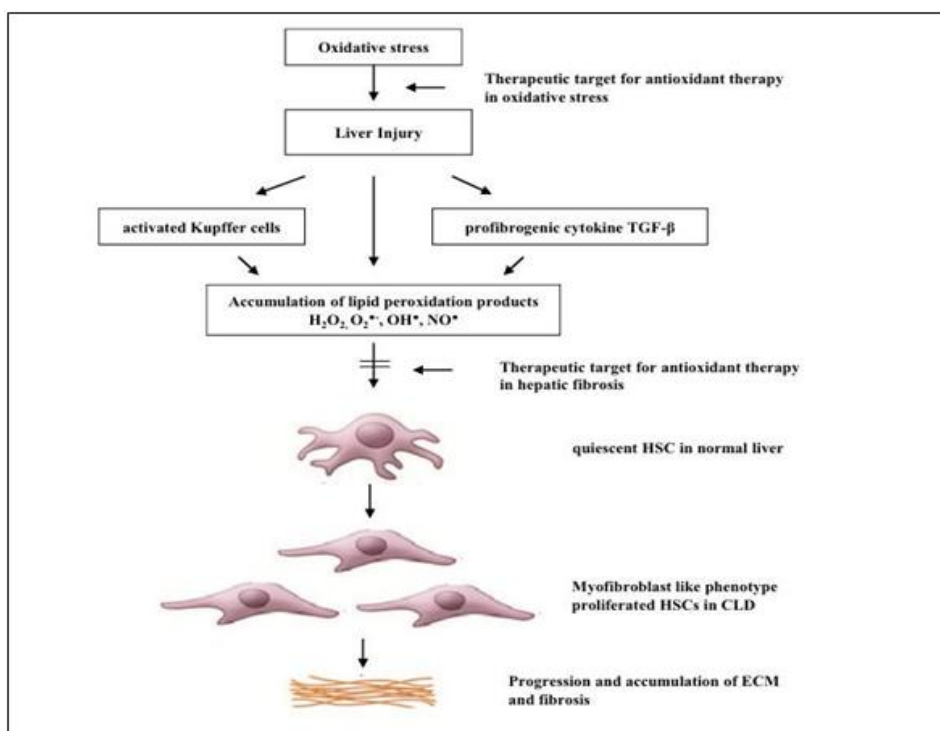 Oxidative stress
Therapeutic target for antioxidant therapy
in oxidative stress
Liver Injury
activated Kupffer cells
profibrogenic cytokine TGF-β
Accumulation of lipid peroxidation products
H₂O₂, O₂•-, OH•, NO•
Therapeutic target for antioxidant therapy
in hepatic fibrosis
quiescent HSC in normal liver
Myofibroblast like phenotype
proliferated HSCs in CLD
Progression and accumulation of ECM
and fibrosis